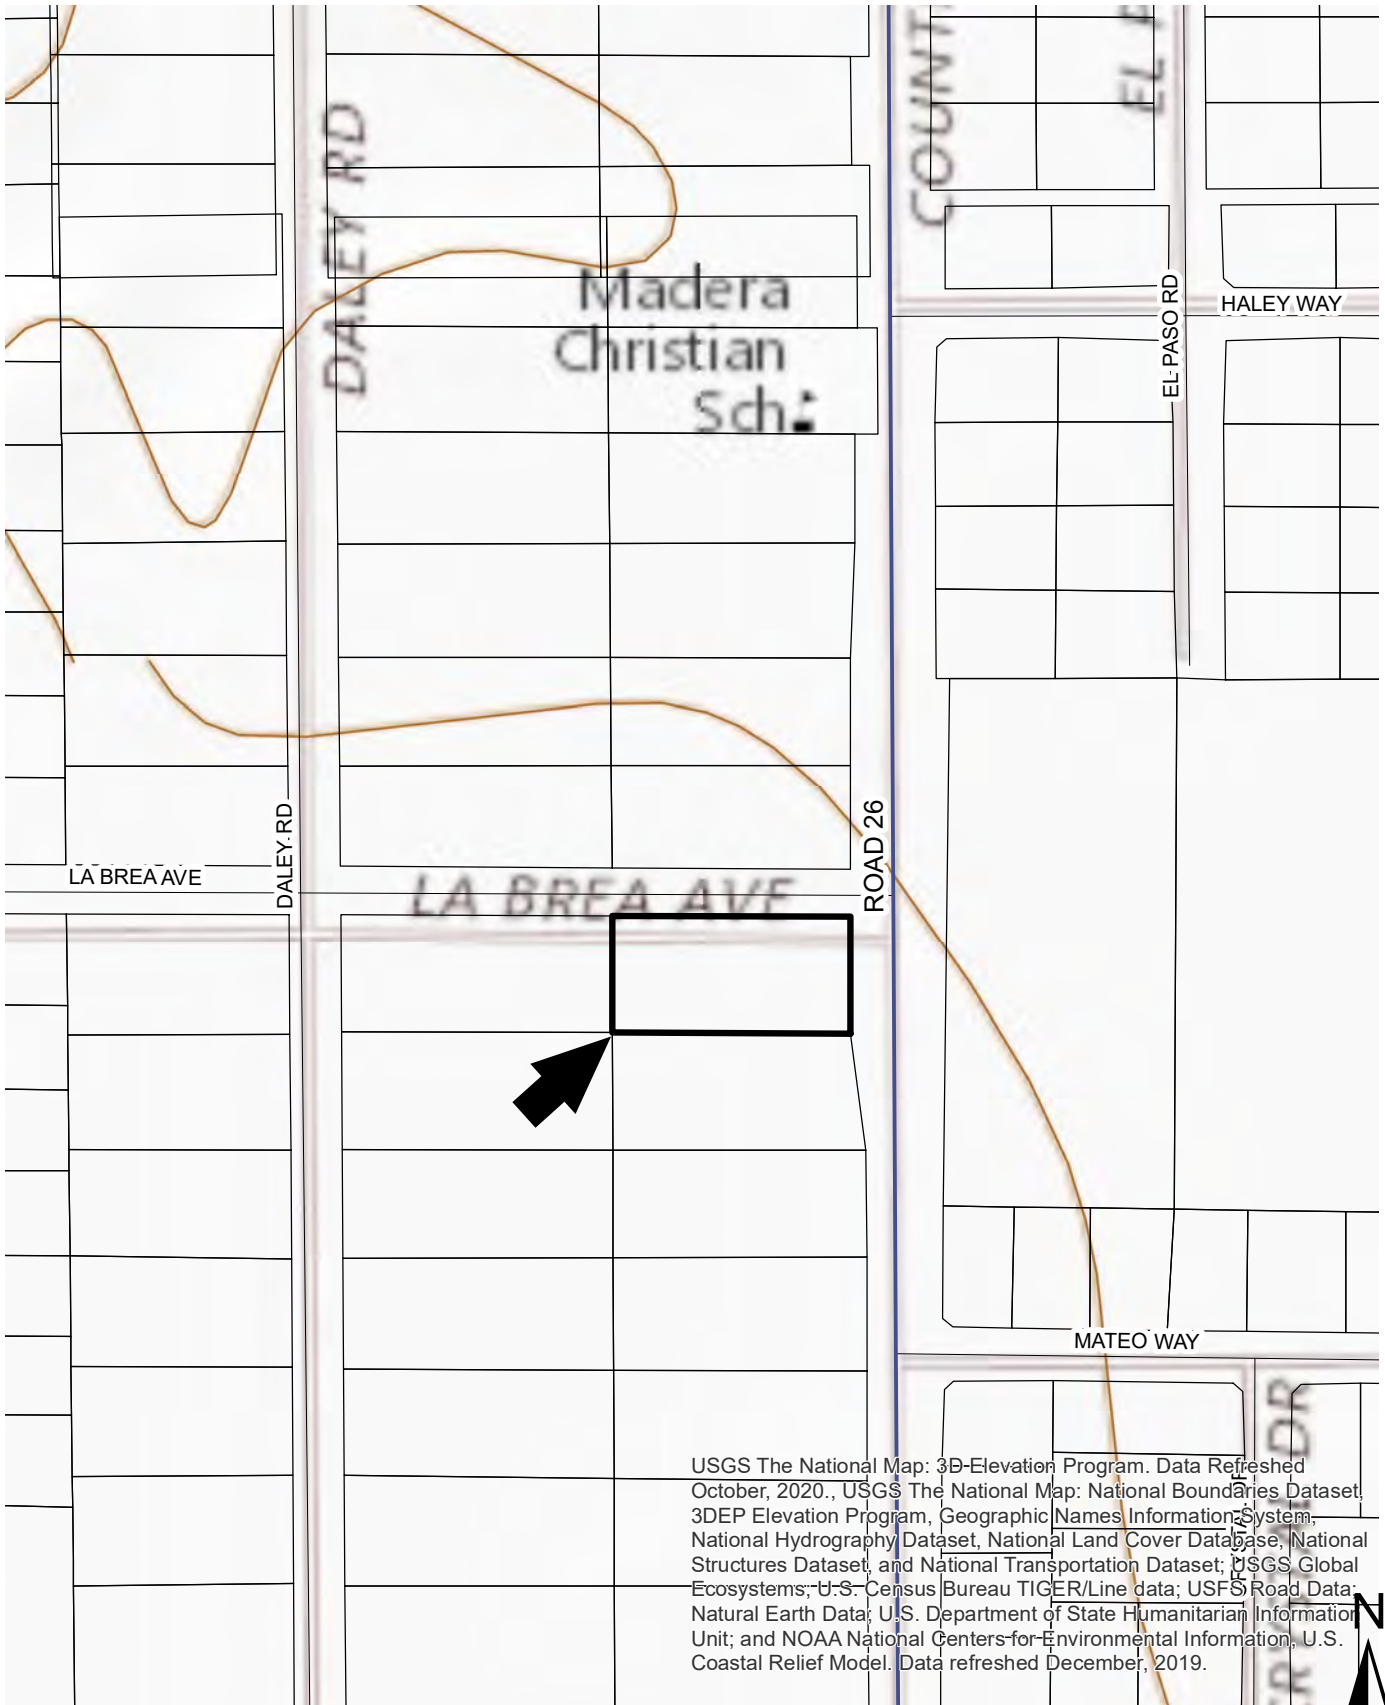 COUNT
EL P
DALEY RD
Madera
Christian
Sch
EL PASO RD
HALEY WAY
DALEY RD
ROAD 26
LA BREA AVE
LA BREA AVE
MATEO WAY
USGS The National Map: 3D Elevation Program. Data Refreshed
October, 2020., USGS The National Map: National Boundaries Dataset,
3DEP Elevation Program, Geographic Names Information System,
National Hydrography Dataset, National Land Cover Database, National
Structures Dataset, and National Transportation Dataset; USGS Global
Ecosystems; U.S. Census Bureau TIGER/Line data; USFS Road Data;
Natural Earth Data; U.S. Department of State Humanitarian Information
Unit; and NOAA National Centers for Environmental Information, U.S.
Coastal Relief Model. Data refreshed December, 2019.
N